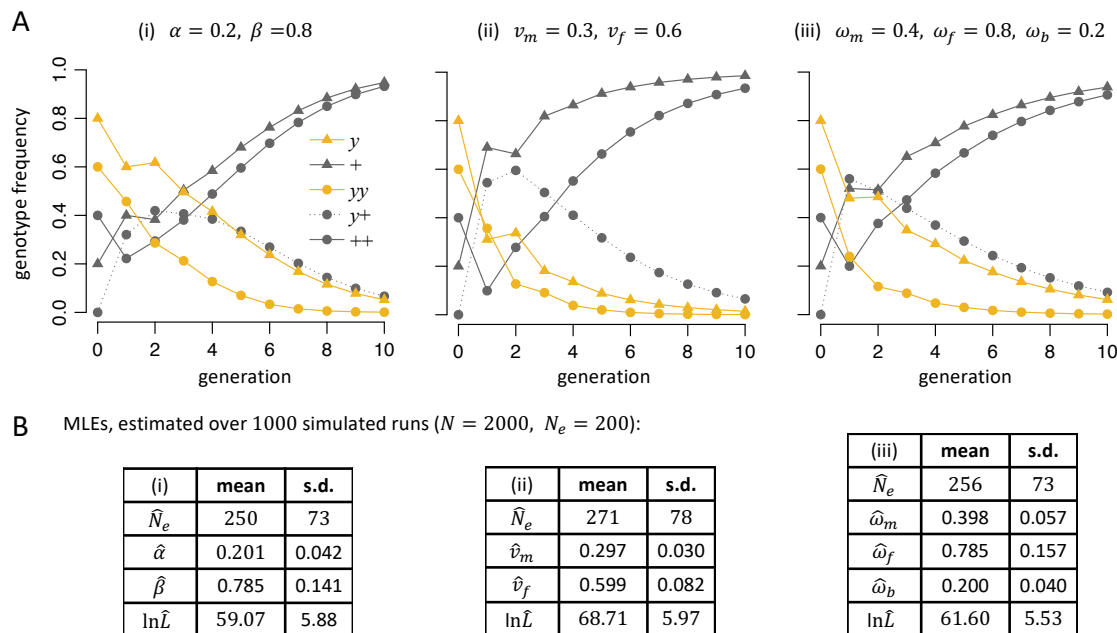 A
(i) α = 0.2, β =0.8
(ii) v_m = 0.3, v_f = 0.6
(iii) ω_m = 0.4, ω_f = 0.8, ω_b = 0.2
genotype frequency
1.0
0.8
0.6
0.4
0.2
0.0
y
+
yy
y+
++
0 2 4 6 8 10
0 2 4 6 8 10
0 2 4 6 8 10
generation
generation
generation
B
MLEs, estimated over 1000 simulated runs (N = 2000, N_e = 200):
(i) mean s.d.
N̂_e 250 73
α̂ 0.201 0.042
β̂ 0.785 0.141
lnL̂ 59.07 5.88
(ii) mean s.d.
N̂_e 271 78
v̂_m 0.297 0.030
v̂_f 0.599 0.082
lnL̂ 68.71 5.97
(iii) mean s.d.
N̂_e 256 73
ω̂_m 0.398 0.057
ω̂_f 0.785 0.157
ω̂_b 0.200 0.040
lnL̂ 61.60 5.53